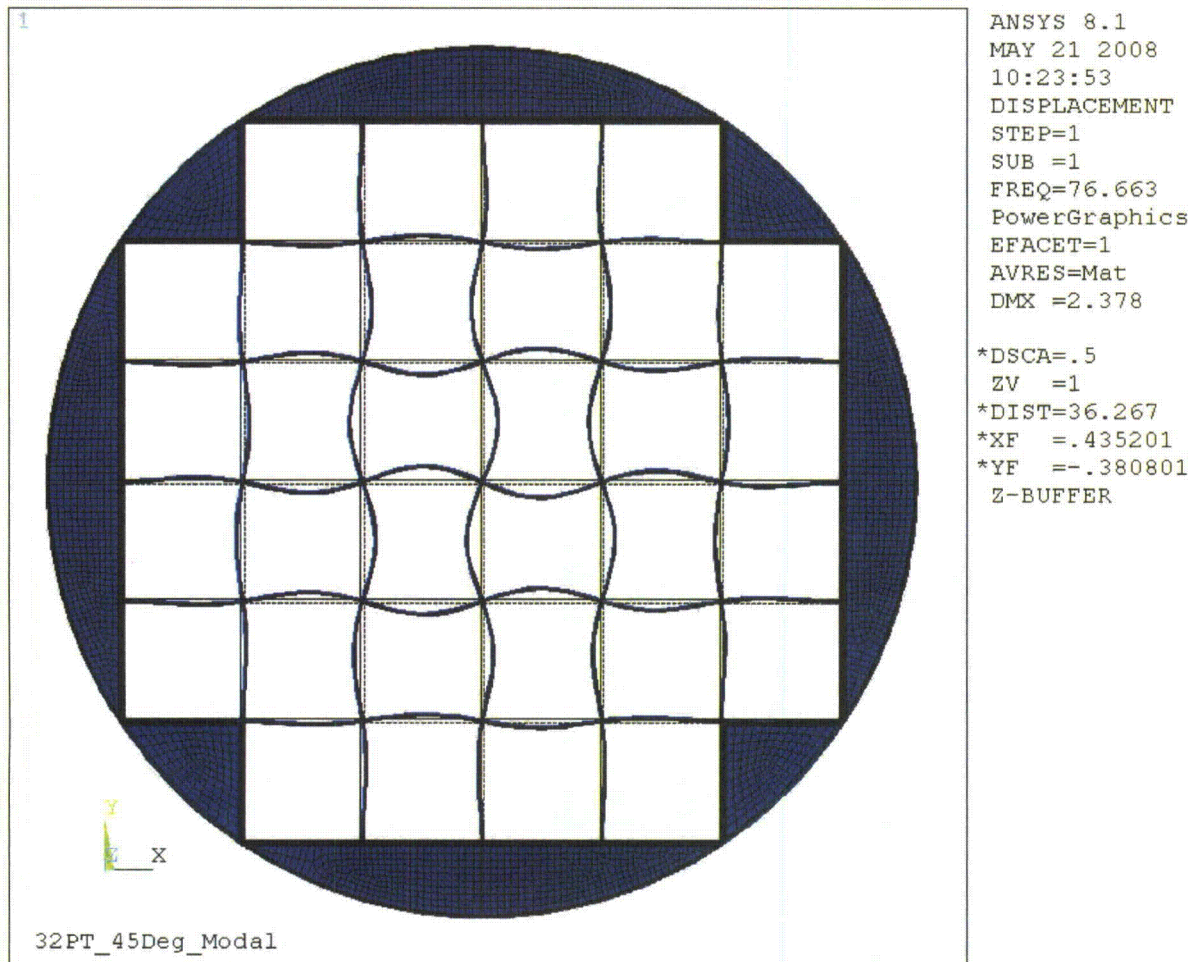 1
ANSYS 8.1
MAY 21 2008
10:23:53
DISPLACEMENT
STEP=1
SUB =1
FREQ=76.663
PowerGraphics
EFACET=1
AVRES=Mat
DMX =2.378
*DSCA=.5
ZV =1
*DIST=36.267
*XF =.435201
*YF =-.380801
Z-BUFFER
Y
Z X
32PT_45Deg_Modal